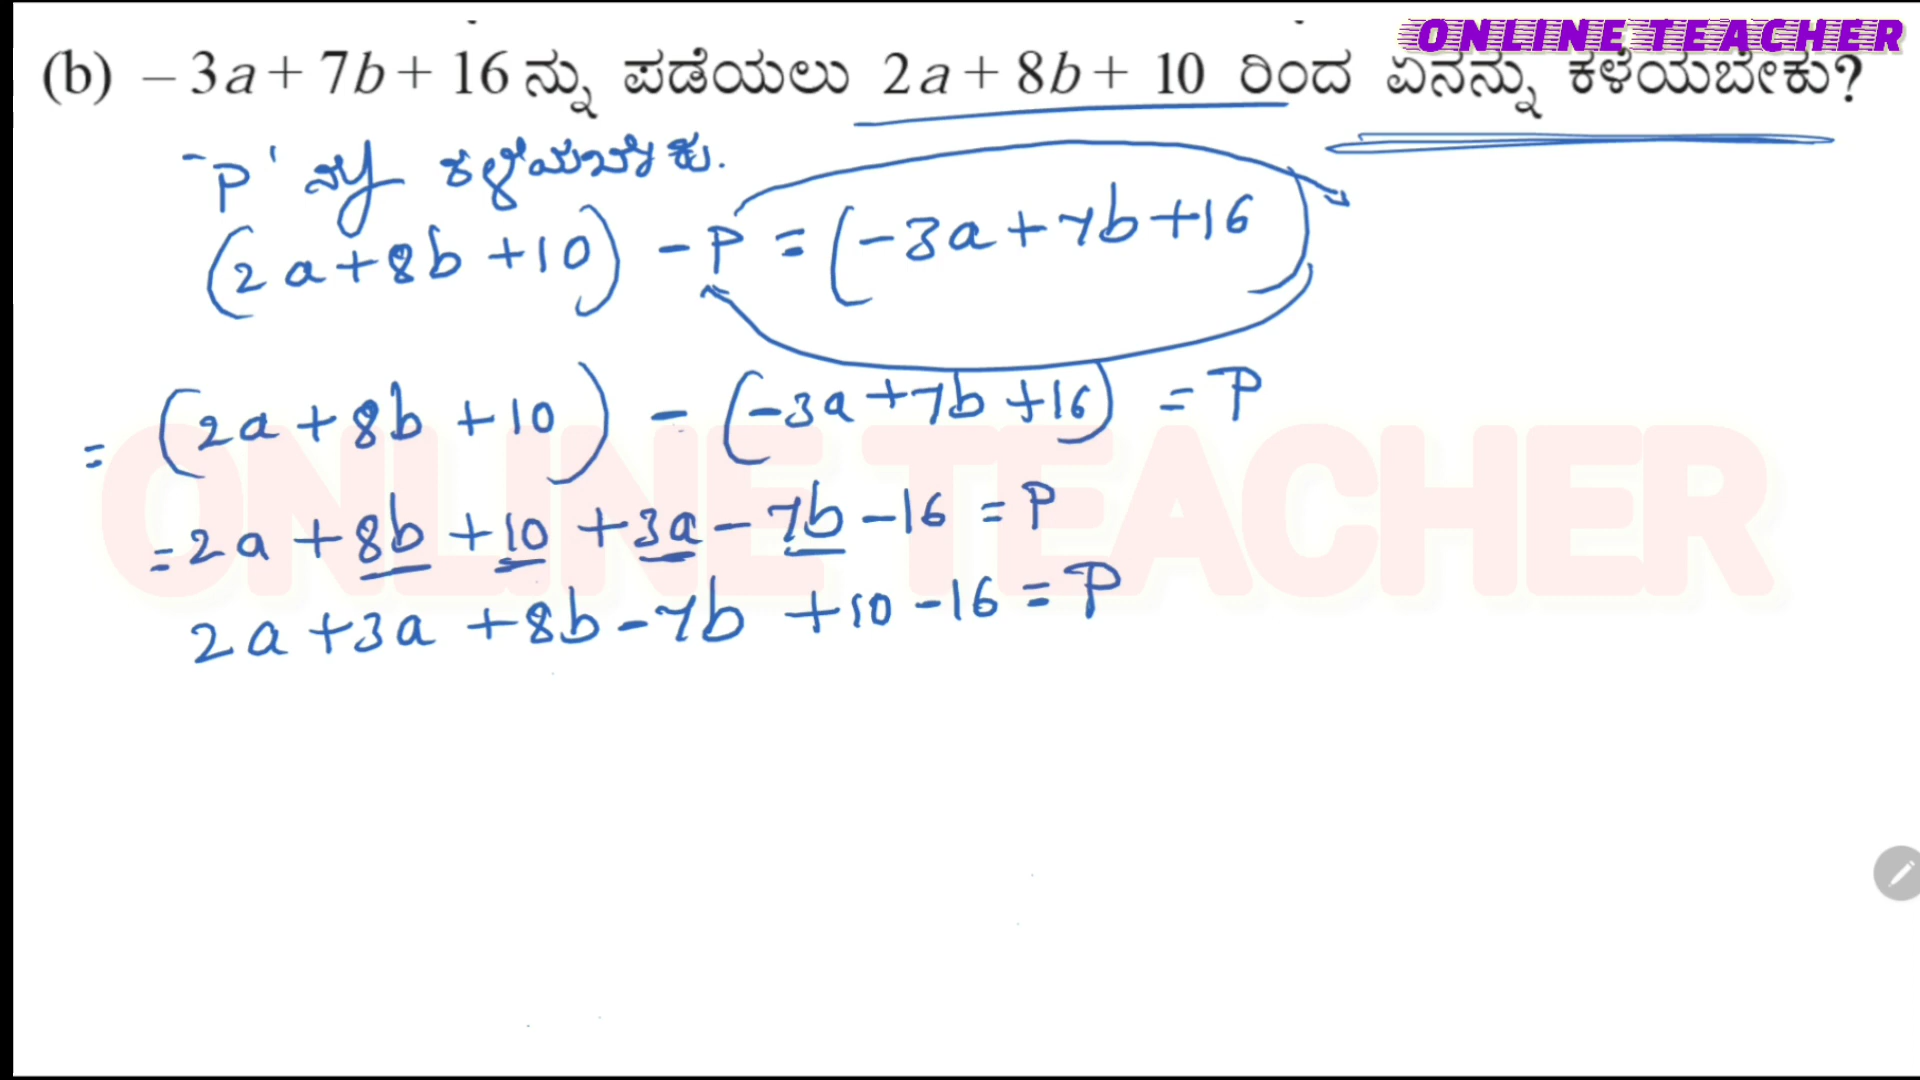 ONLINE TEACHER
(b) – 3a + 7b + 16 ನ್ನು ಪಡೆಯಲು 2a + 8b + 10 ರಿಂದ ಏನನ್ನು ಕಳೆಯಬೇಕು?
'P' ನ್ನು ಕಳೆಯಬೇಕು.
(2a + 8b + 10) - P = (-3a + 7b + 16)
= (2a + 8b + 10) - (-3a + 7b + 16) = P
= 2a + 8b + 10 + 3a - 7b - 16 = P
2a + 3a + 8b - 7b + 10 - 16 = P
ONLINE TEACHER